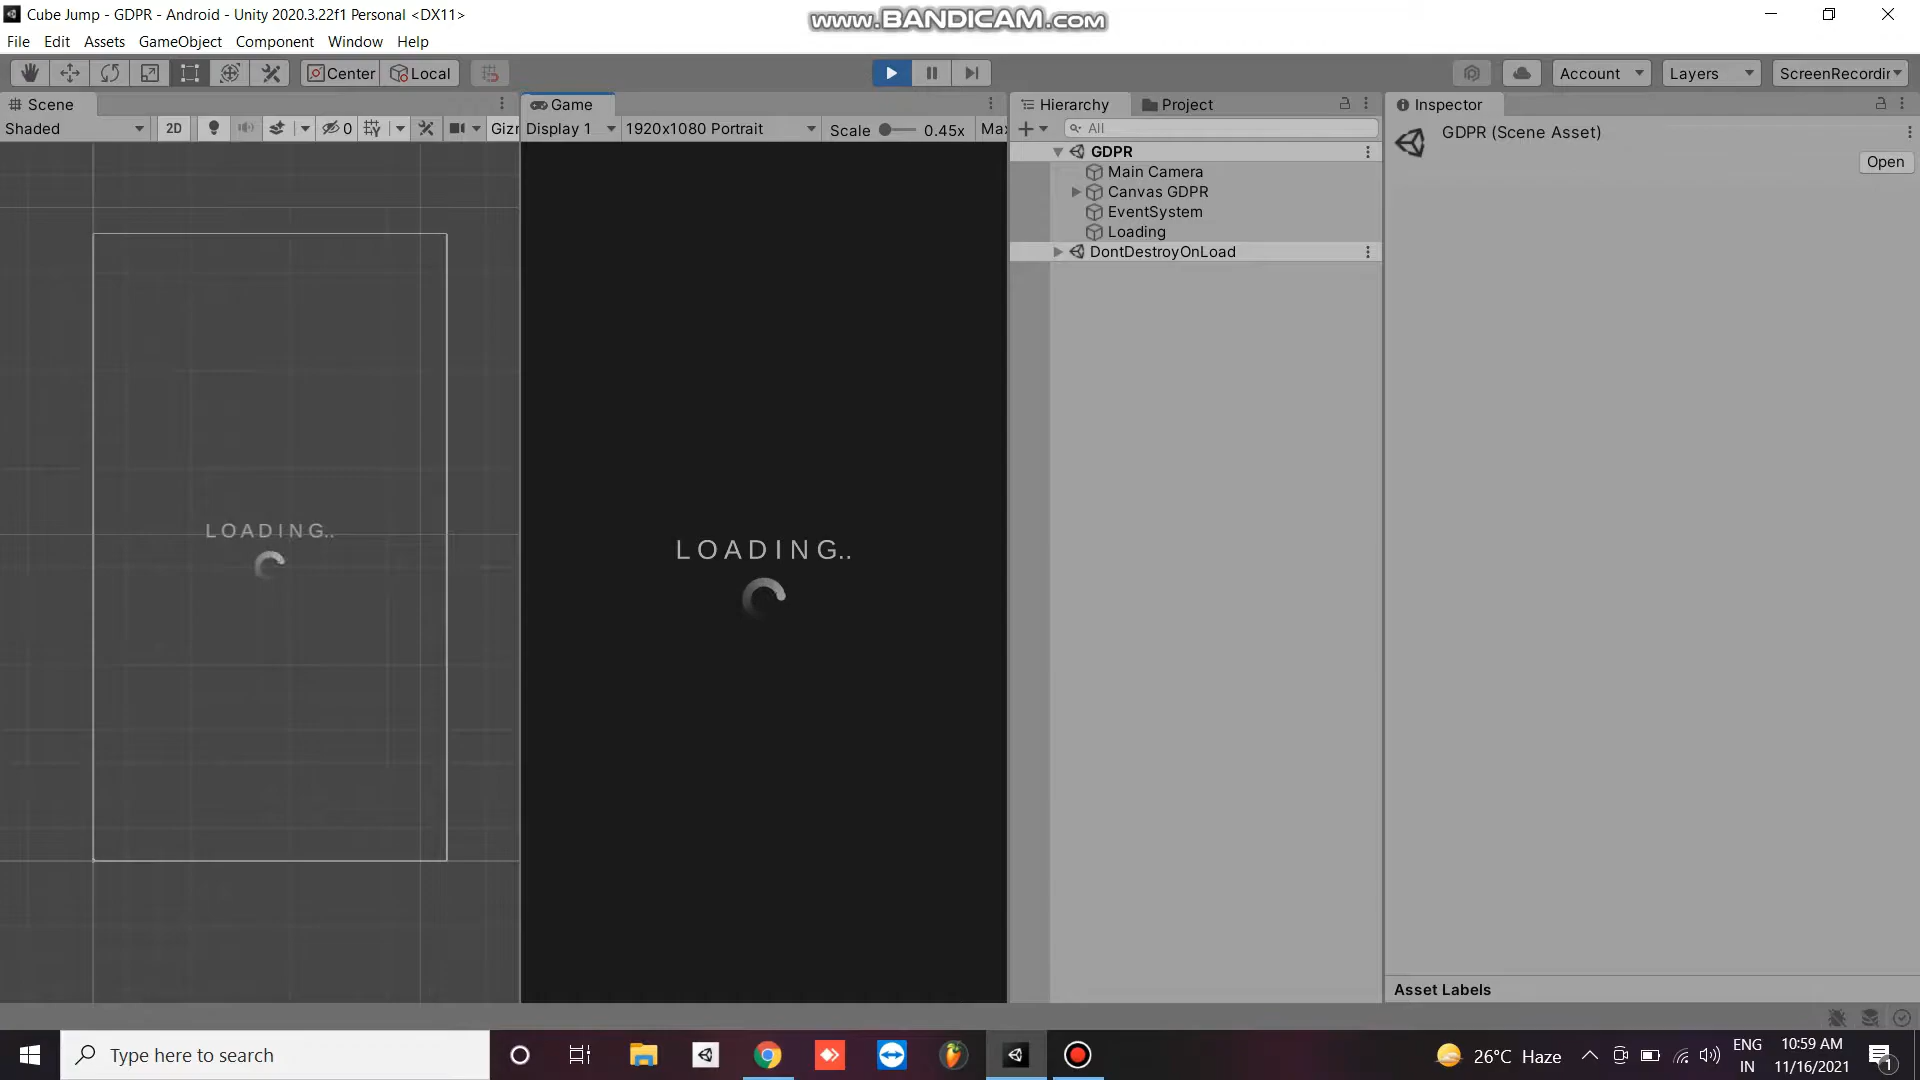 Cube Jump - GDPR - Android - Unity 2020.3.22f1 Personal <DX11>
www.BANDICAM.com
File Edit Assets GameObject Component Window Help
Center Local
Account Layers ScreenRecordir
Scene Game Hierarchy Project Inspector
Shaded 2D 0 Giz Display 1 1920x1080 Portrait Scale 0.45x Ma All
GDPR (Scene Asset)
Open
GDPR
Main Camera
Canvas GDPR
EventSystem
Loading
DontDestroyOnLoad
LOADING..
LOADING..
Asset Labels
Type here to search
26°C Haze
ENG
IN
10:59 AM
11/16/2021
1